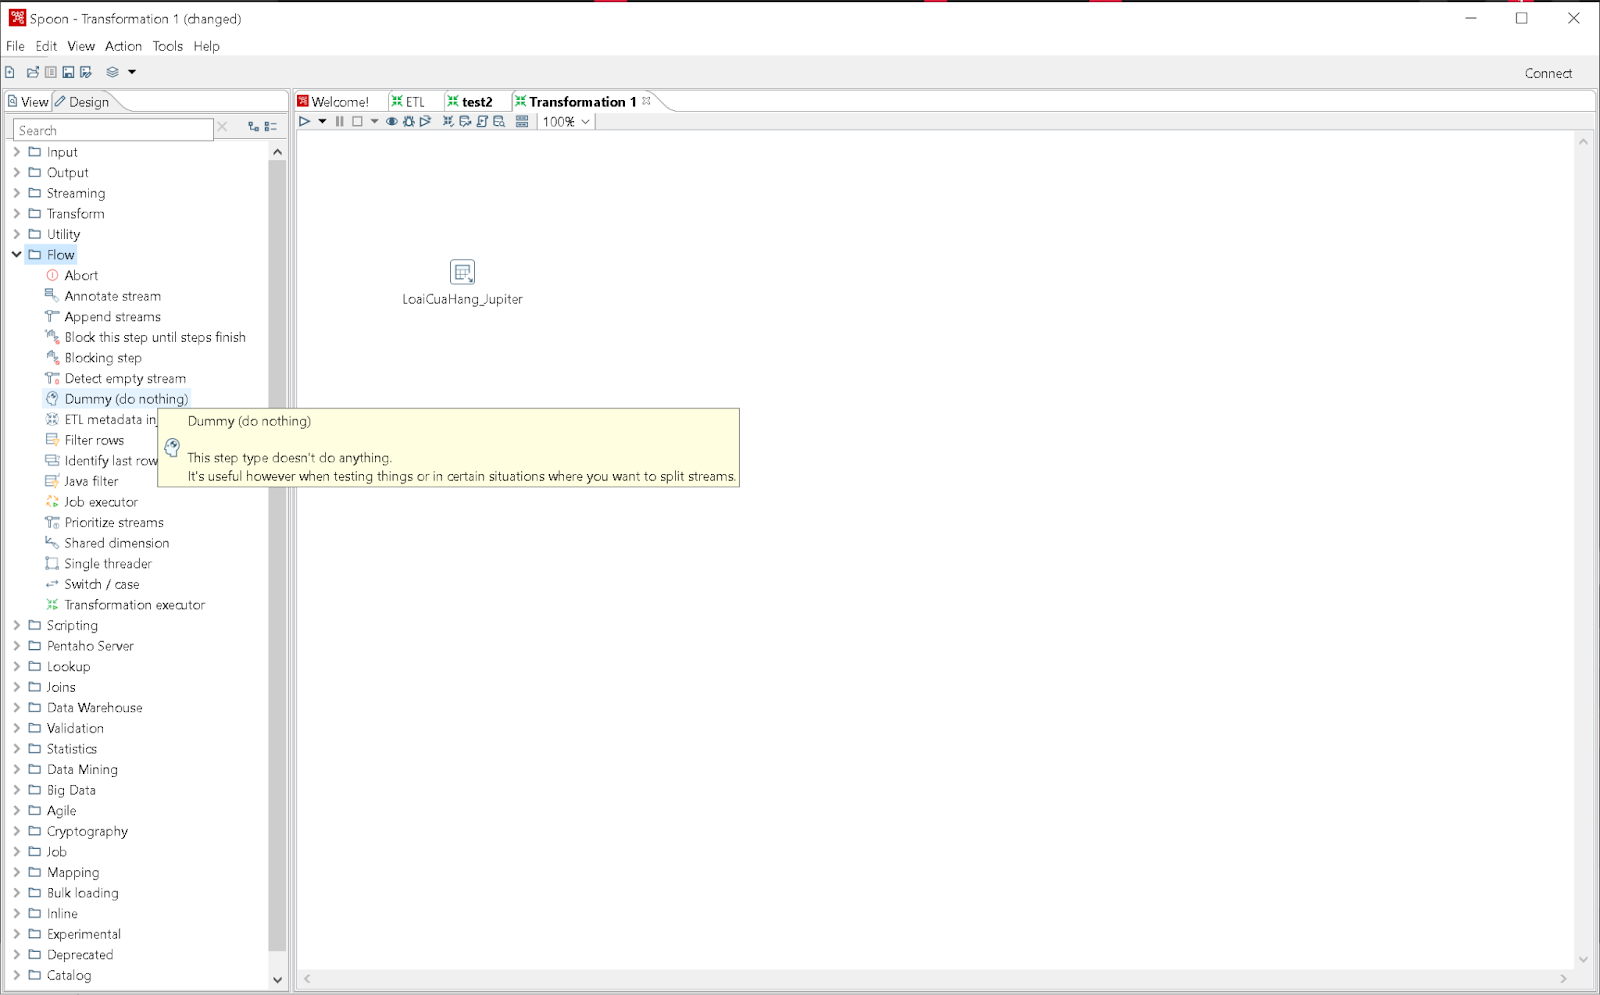 Spoon - Transformation 1 (changed)
File Edit View Action Tools Help
Connect
View Design
Welcome! ETL test2 Transformation 1
Search
100%
Input
Output
Streaming
Transform
Utility
Flow
Abort
Annotate stream
Append streams
Block this step until steps finish
Blocking step
Detect empty stream
Dummy (do nothing)
ETL metadata inj
Filter rows
Identify last row
Java filter
Job executor
Prioritize streams
Shared dimension
Single threader
Switch / case
Transformation executor
Scripting
Pentaho Server
Lookup
Joins
Data Warehouse
Validation
Statistics
Data Mining
Big Data
Agile
Cryptography
Job
Mapping
Bulk loading
Inline
Experimental
Deprecated
Catalog
LoaiCuaHang_Jupiter
Dummy (do nothing)
This step type doesn't do anything.
It's useful however when testing things or in certain situations where you want to split streams.